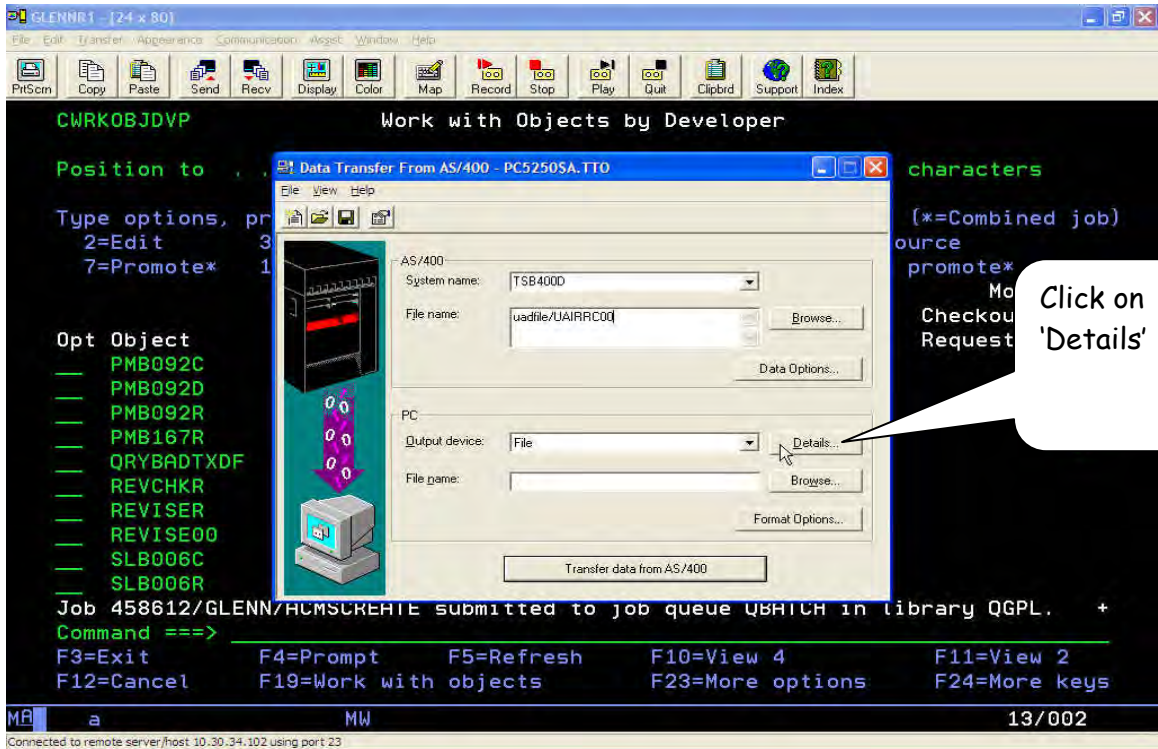 GLENNR1 - [24 x 80]
File Edit Transfer Appearance Communication Assist Window Help
PrtScrn Copy Paste Send Recv Display Color Map Record Stop Play Quit Clipbrd Support Index
CWRKOBJDVP Work with Objects by Developer
Position to . . characters
Type options, pr (*=Combined job)
2=Edit 3 ource
7=Promote* 1 promote*
Mo
Checkou
Opt Object Request
PMB092C
PMB092D
PMB092R
PMB167R
QRYBADTXDF
REVCHKR
REVISER
REVISE00
SLB006C
SLB006R
Data Transfer From AS/400 - PC5250SA.TTO
File View Help
AS/400
System name: TSB400D
File name: uadfile/UAIRRC00 Browse...
Data Options...
PC
Output device: File Details...
File name: Browse...
Format Options...
Transfer data from AS/400
Click on
‘Details’
Job 458612/GLENN/HCMSCREATE submitted to job queue QBATCH in library QGPL. +
Command ===>
F3=Exit F4=Prompt F5=Refresh F10=View 4 F11=View 2
F12=Cancel F19=Work with objects F23=More options F24=More keys
MA a MW 13/002
Connected to remote server/host 10.30.34.102 using port 23